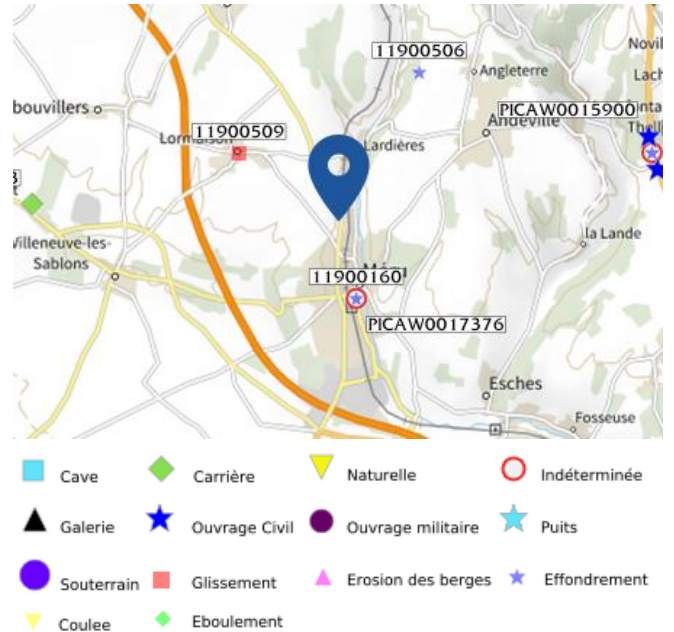 Novil
11900506
Angleterre
Lach
bouvillers
PICAW0015900
Andeville
11900509
Lormaison
Lardières
la Lande
Villeneuve-les-
Sablons
11900160
PICAW0017376
Esches
Fosseuse
Cave
Carrière
Naturelle
Indéterminée
Galerie
Ouvrage Civil
Ouvrage militaire
Puits
Souterrain
Glissement
Erosion des berges
Effondrement
Coulee
Eboulement